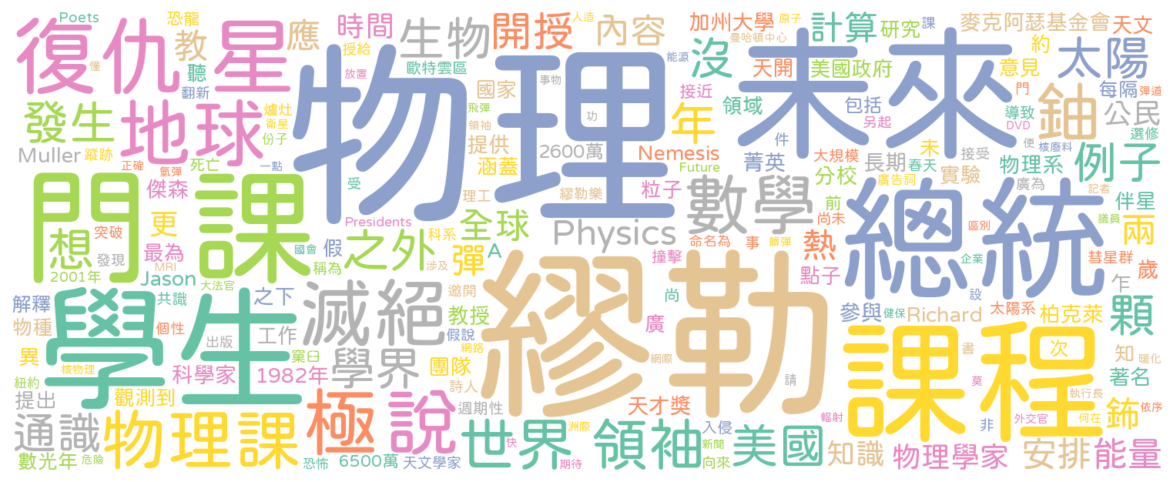 Poets 恐龍 人造 時間 應 教 聽 翻新 授給 放置 生物 歐特雲區 開授 內容 國家 沒 加州大學 天開 領域 計算 美國政府 研究 原子 曼哈頓中心 能源 課 麥克阿瑟基金會 約 意見 天文 太陽 每隔 彈道
復仇星 物理 未來
懂 事物 飛彈 領袖 功 接近 包括 另起 門 導致 DVD 選修 公民 鈾
發生 地球 爐灶 衛星 份子 提供 涵蓋 2600萬 年 Nemesis Future 菁英 件 大規模 分校 長期 春天 未 接受 實驗 使 核廢料 物理系 例子
Muller 蹤跡 正確 氫彈 死亡 一點 受 理工 繆勒樂 粒子 廣告詞 廣為 記者 伴星
傑森 Presidents 數學 前 尚未 議員 兩
門課 想 突破 更 國會 假 之外 科系 全球 Physics 命名為 事 髒彈 熱 總統 區別 彗星群 歲
發現 最為 MRI 2001年 Jason 稱為 涉及 彈 A 撞擊 點子 企業 乍
解釋 共識 大法官 之下 邀開 尚 設 參與 健保 Richard 太陽系 柏克萊 顆
學生 物種 個性 出版 工作 滅絕 教授 假說 廣 繆勒 課程 書 次 知 暖化
異 科學家 棄臼 1982年 學界 網路 團隊 網際 請 莫 著名
紐約 核物理 提出 觀測到 詩人 週期性 天才獎 輻射 非 外交官 執行長 何在 依序 鈽
通識 物理課 極 說 洲際 入侵 世界 領袖 美國 新聞 向來 知識 物理學家 安排 能量
數光年 危險 恐怖 6500萬 天文學家 快 期待